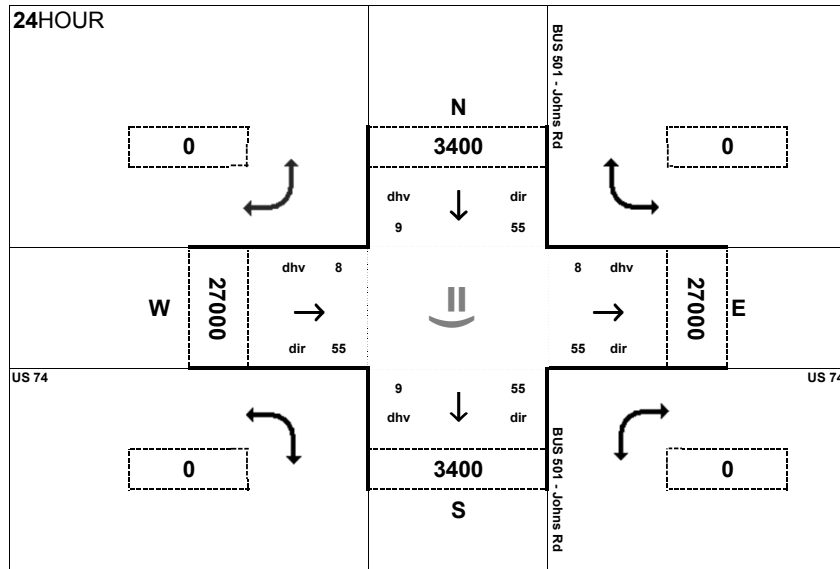 24HOUR
BUS 501 - Johns Rd
N
0
3400
0
dhv
dir
9
55
dhv 8
8 dhv
W
27000
27000
E
dir 55
55 dir
US 74
US 74
9
55
dhv
dir
BUS 501 - Johns Rd
0
3400
0
S